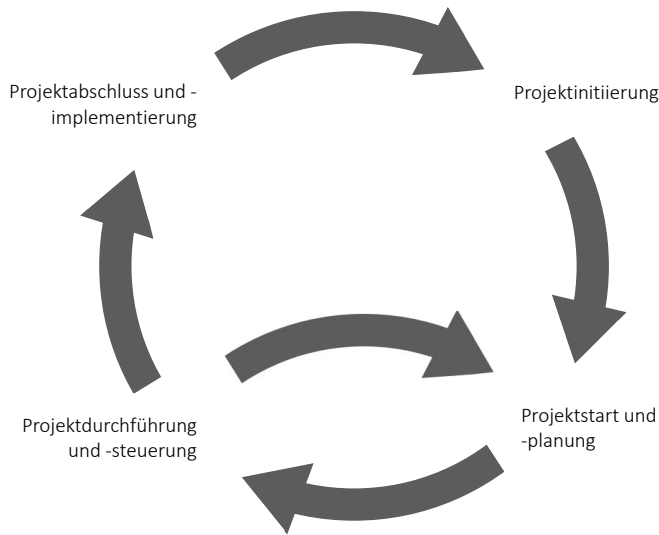 Projektabschluss und -
implementierung
Projektinitiierung
Projektdurchführung
und -steuerung
Projektstart und
-planung